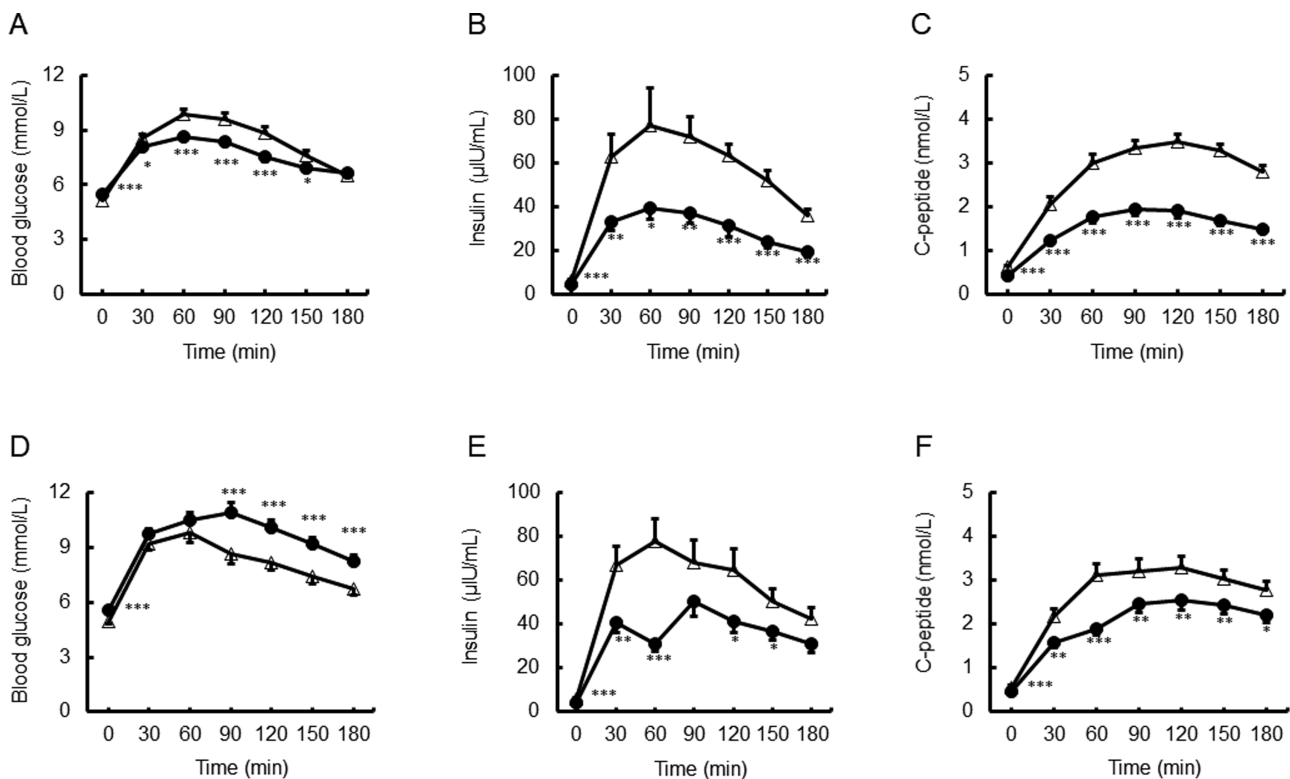 A
Blood glucose (mmol/L)
12
9
6
3
0
***
*
***
***
***
*
0 30 60 90 120 150 180
Time (min)
B
Insulin (μIU/mL)
100
80
60
40
20
0
***
**
*
**
***
***
***
0 30 60 90 120 150 180
Time (min)
C
C-peptide (nmol/L)
5
4
3
2
1
0
***
***
***
***
***
***
***
0 30 60 90 120 150 180
Time (min)
D
Blood glucose (mmol/L)
12
9
6
3
0
***
***
***
***
***
0 30 60 90 120 150 180
Time (min)
E
Insulin (μIU/mL)
100
80
60
40
20
0
***
**
***
*
*
0 30 60 90 120 150 180
Time (min)
F
C-peptide (nmol/L)
5
4
3
2
1
0
***
**
***
**
**
**
*
0 30 60 90 120 150 180
Time (min)